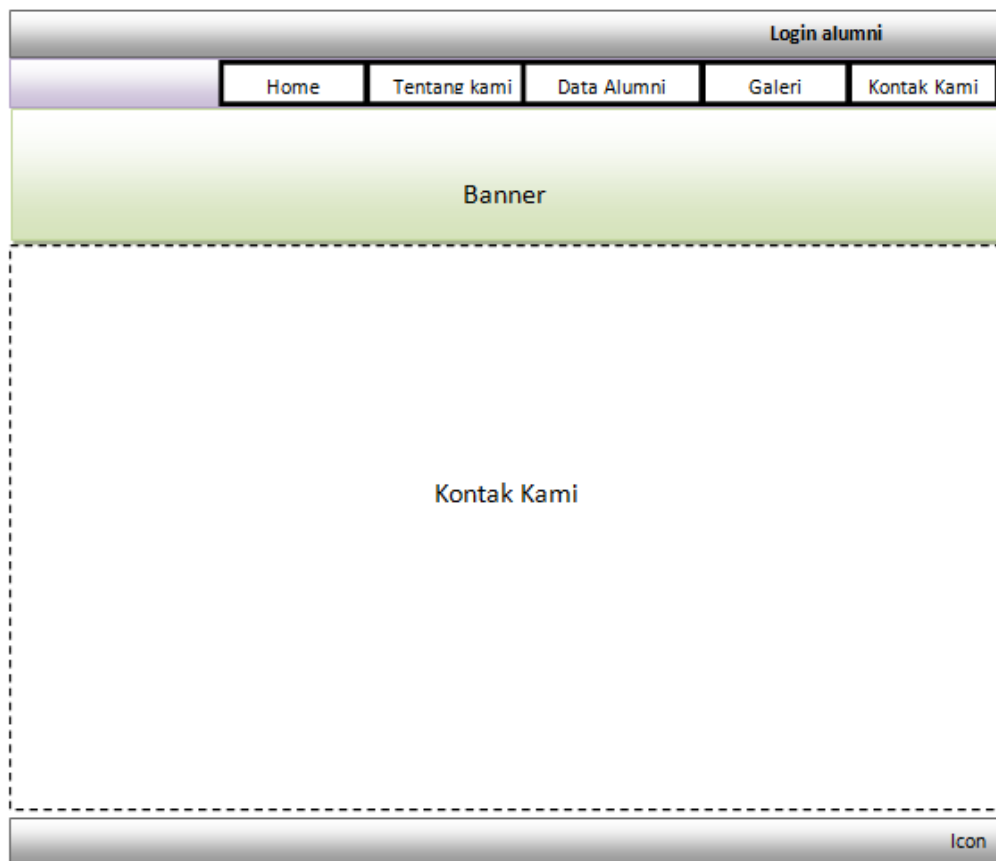 Login alumni
Home Tentang kami Data Alumni Galeri Kontak Kami
Banner
Kontak Kami
Icon